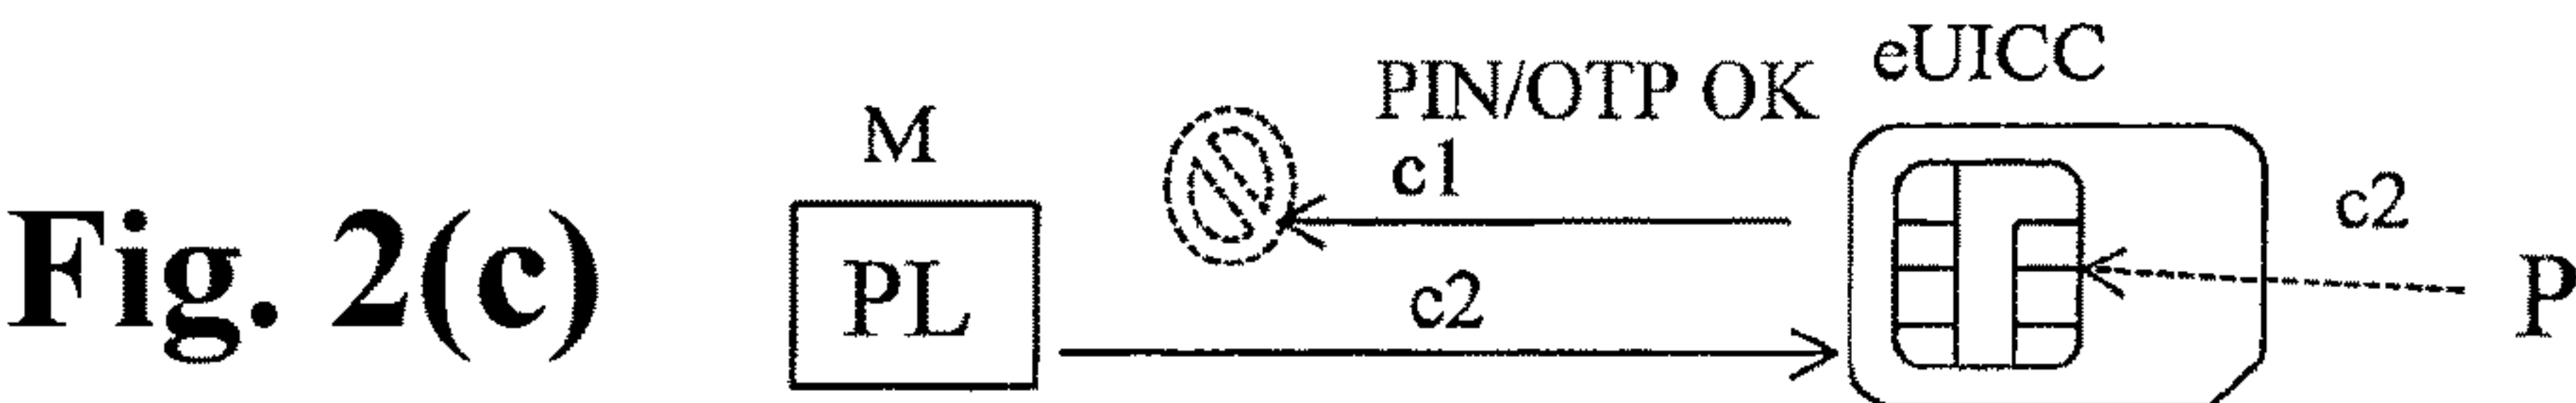 Fig. 2(c)
M
PL
PIN/OTP OK
c1
c2
eUICC
c2
P